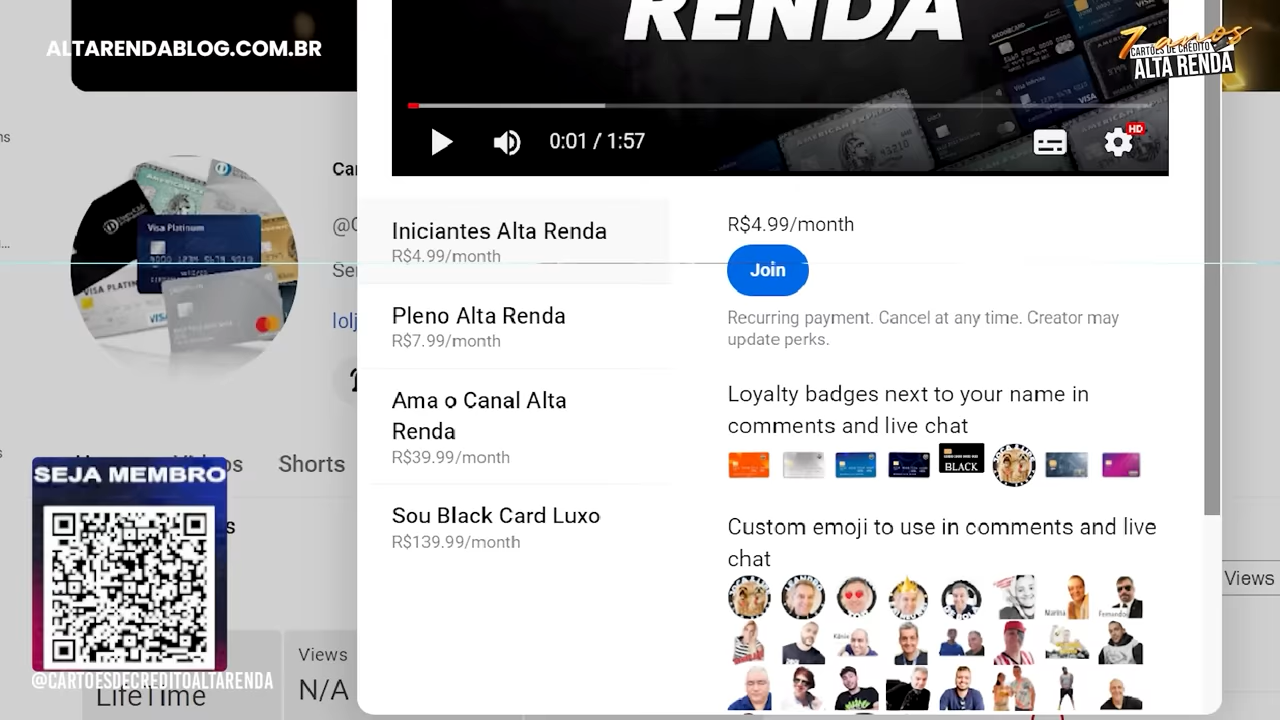 RENDA
ALTARENDABLOG.COM.BR
7 anos
CARTÕES DE CRÉDITO
ALTA RENDA
HD
0:01 / 1:57
Iniciantes Alta Renda
R$4.99/month
Pleno Alta Renda
R$7.99/month
Ama o Canal Alta
Renda
R$39.99/month
Sou Black Card Luxo
R$139.99/month
R$4.99/month
Join
Recurring payment. Cancel at any time. Creator may
update perks.
Loyalty badges next to your name in
comments and live chat
BLACK
Custom emoji to use in comments and live
chat
Visa Platinum
Shorts
SEJA MEMBRO
@CARTOESDECREDITOALTARENDA
LifeTime
Views
N/A
Views